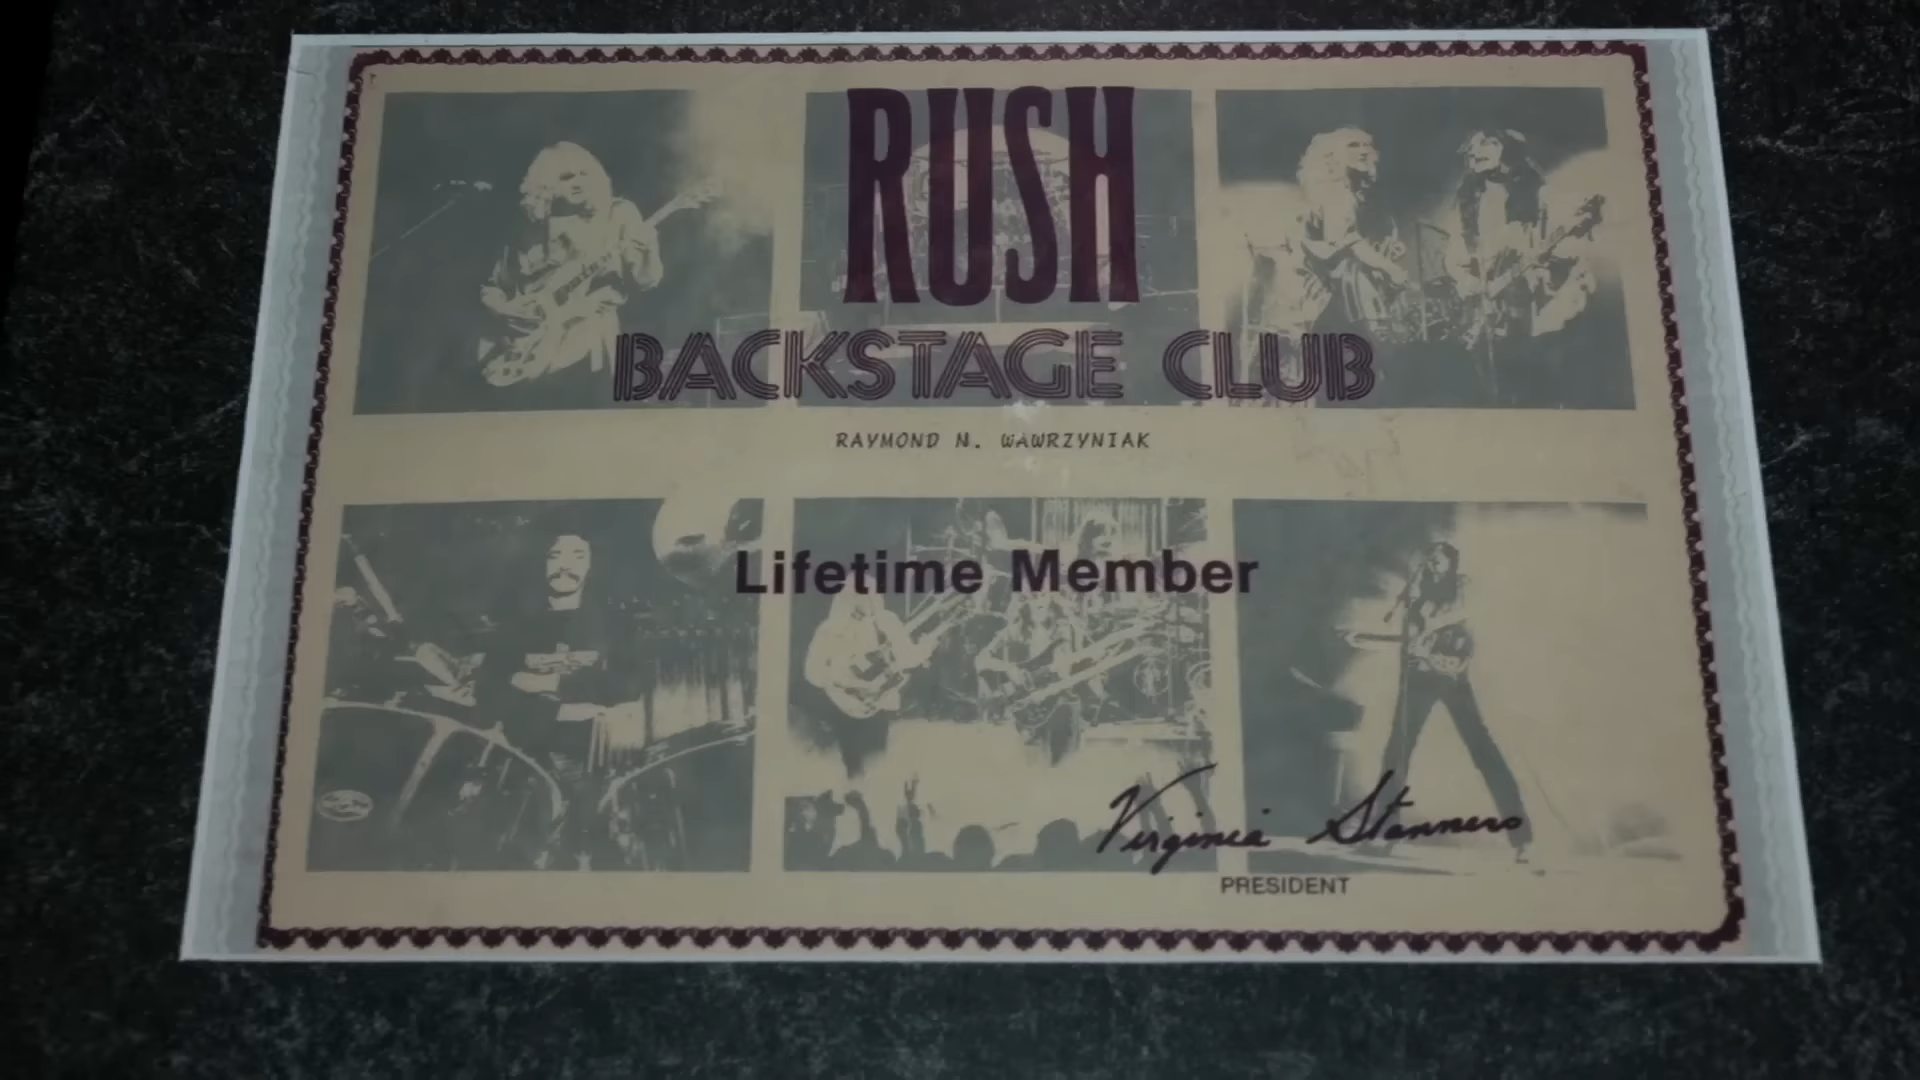 RUSH
BACKSTAGE CLUB
RAYMOND N. WAWRZYNIAK
Lifetime Member
Virginia Stanners
PRESIDENT